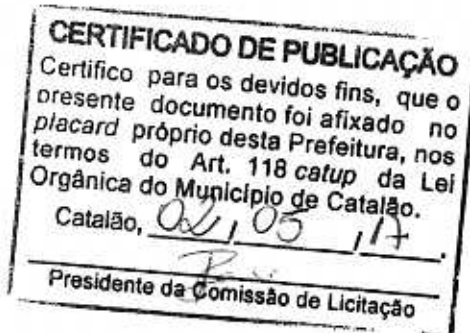 CERTIFICADO DE PUBLICAÇÃO
Certifico para os devidos fins, que o
presente documento foi afixado no
placard próprio desta Prefeitura, nos
termos do Art. 118 catup da Lei
Orgânica do Município de Catalão.
Catalão, 02, 05, 17.
Presidente da Comissão de Licitação